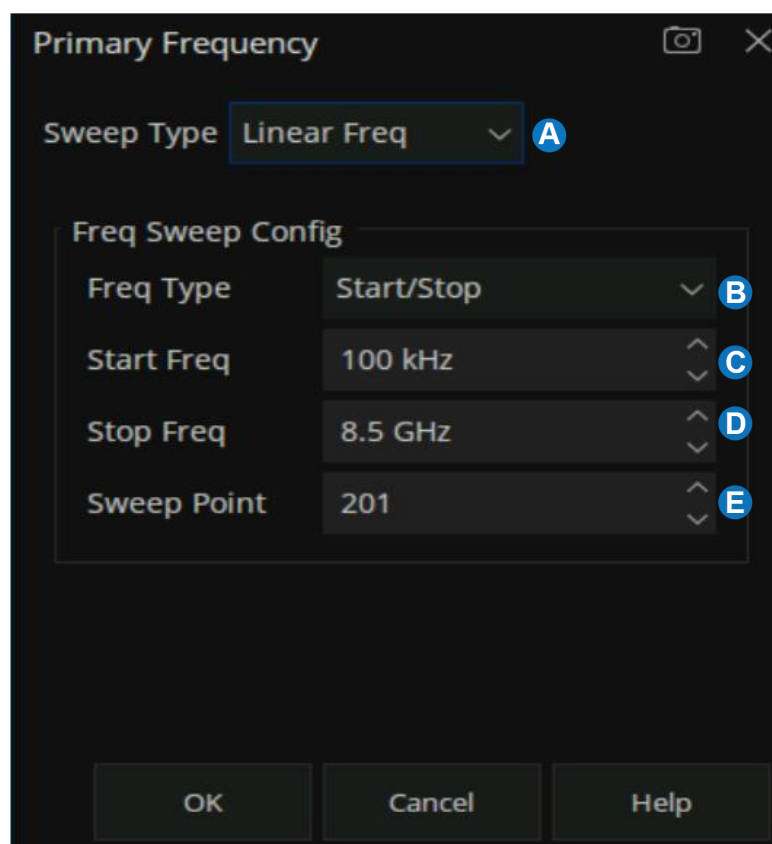 Primary Frequency
Sweep Type Linear Freq A
Freq Sweep Config
Freq Type Start/Stop B
Start Freq 100 kHz C
Stop Freq 8.5 GHz D
Sweep Point 201 E
OK Cancel Help